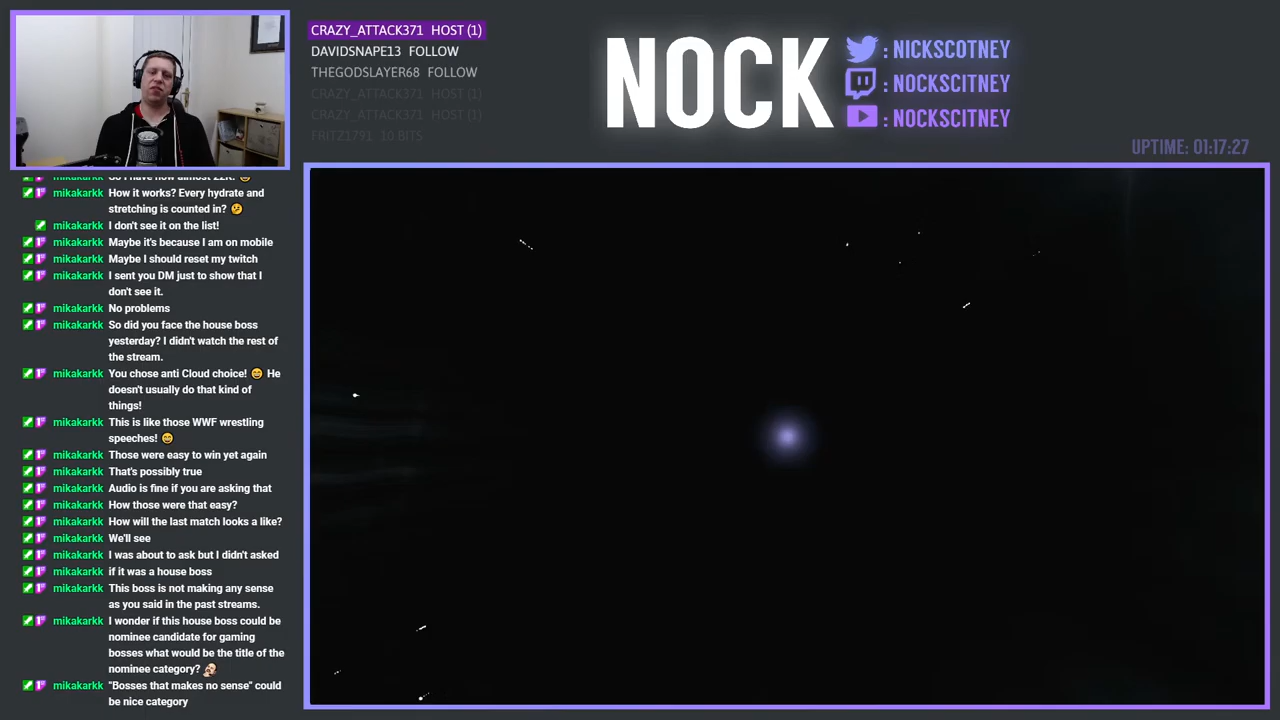 CRAZY_ATTACK371 HOST (1)
DAVIDSNAPE13 FOLLOW
THEGODSLAYER68 FOLLOW
CRAZY_ATTACK371 HOST (1)
CRAZY_ATTACK371 HOST (1)
FRITZ1791 10 BITS
NOCK
: NICKSCOTNEY
: NOCKSCITNEY
: NOCKSCITNEY
UPTIME: 01:17:27
So I have now almost 22K! 😅
mikakarkk How it works? Every hydrate and
stretching is counted in? 🤔
mikakarkk I don't see it on the list!
mikakarkk Maybe it's because I am on mobile
mikakarkk Maybe I should reset my twitch
mikakarkk I sent you DM just to show that I
don't see it.
mikakarkk No problems
mikakarkk So did you face the house boss
yesterday? I didn't watch the rest of
the stream.
mikakarkk You chose anti Cloud choice! 😅 He
doesn't usually do that kind of
things!
mikakarkk This is like those WWF wrestling
speeches! 😅
mikakarkk Those were easy to win yet again
mikakarkk That's possibly true
mikakarkk Audio is fine if you are asking that
mikakarkk How those were that easy?
mikakarkk How will the last match looks a like?
mikakarkk We'll see
mikakarkk I was about to ask but I didn't asked
mikakarkk if it was a house boss
mikakarkk This boss is not making any sense
as you said in the past streams.
mikakarkk I wonder if this house boss could be
nominee candidate for gaming
bosses what would be the title of the
nominee category?
mikakarkk "Bosses that makes no sense" could
be nice category